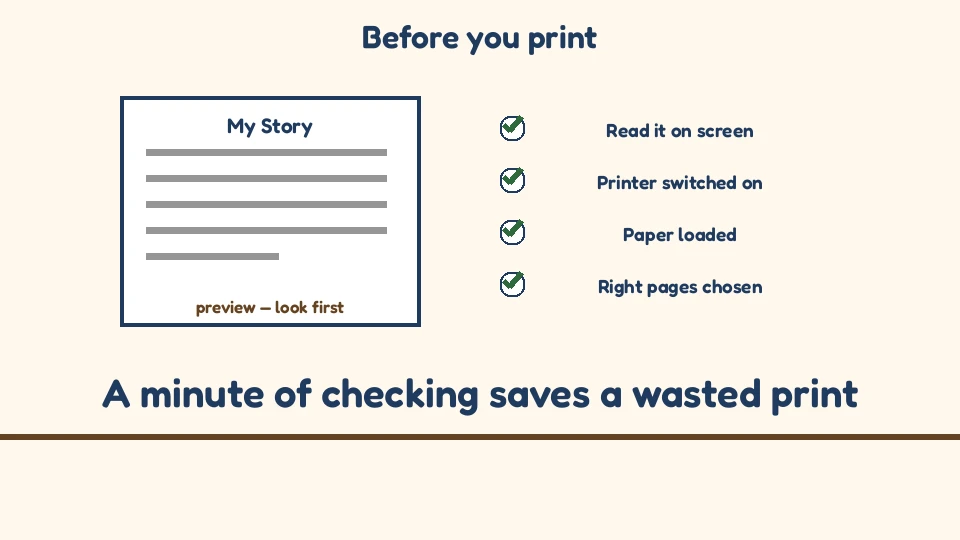 Before you print
My Story
preview – look first
Read it on screen
Printer switched on
Paper loaded
Right pages chosen
A minute of checking saves a wasted print